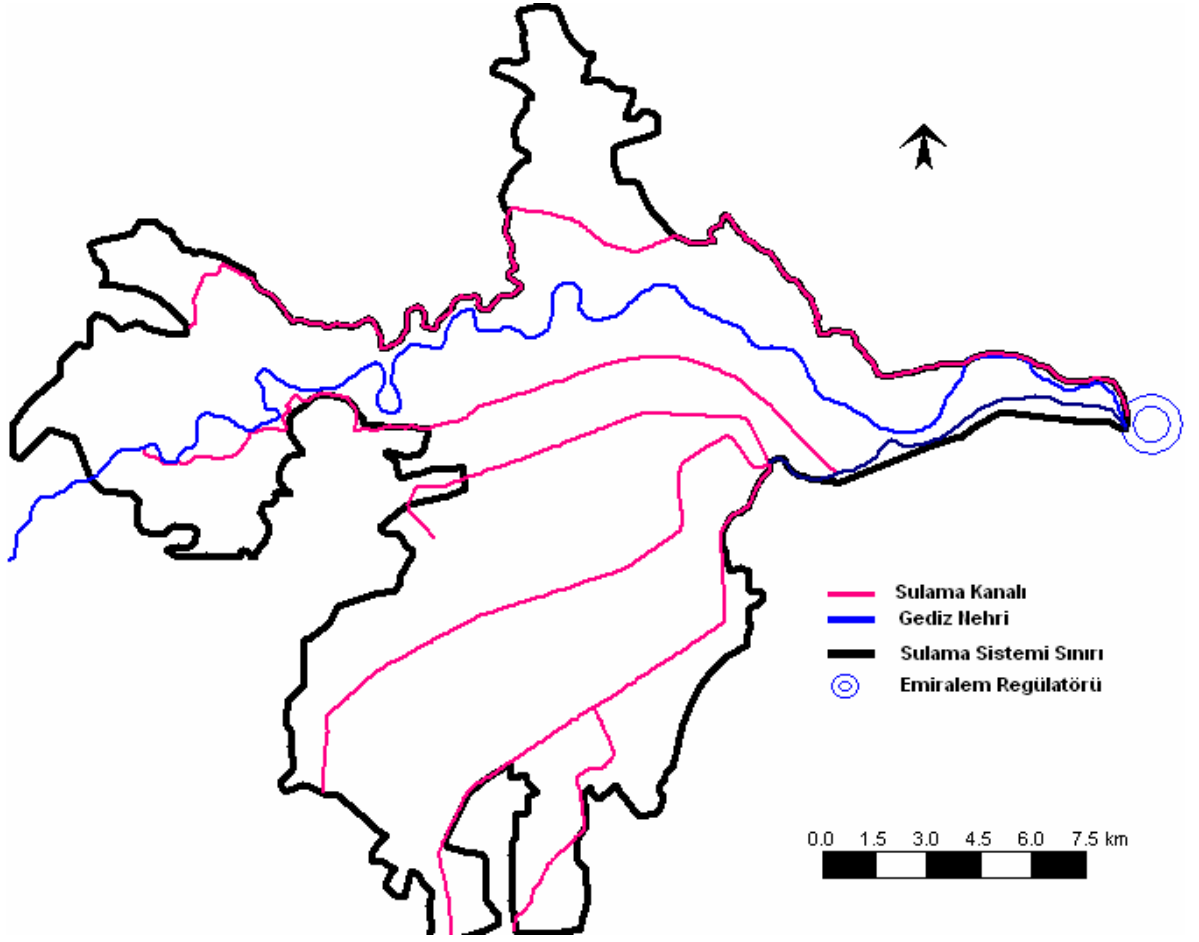 Sulama Kanalı
Gediz Nehri
Sulama Sistemi Sınırı
Emiralem Regülatörü
0.0 1.5 3.0 4.5 6.0 7.5 km